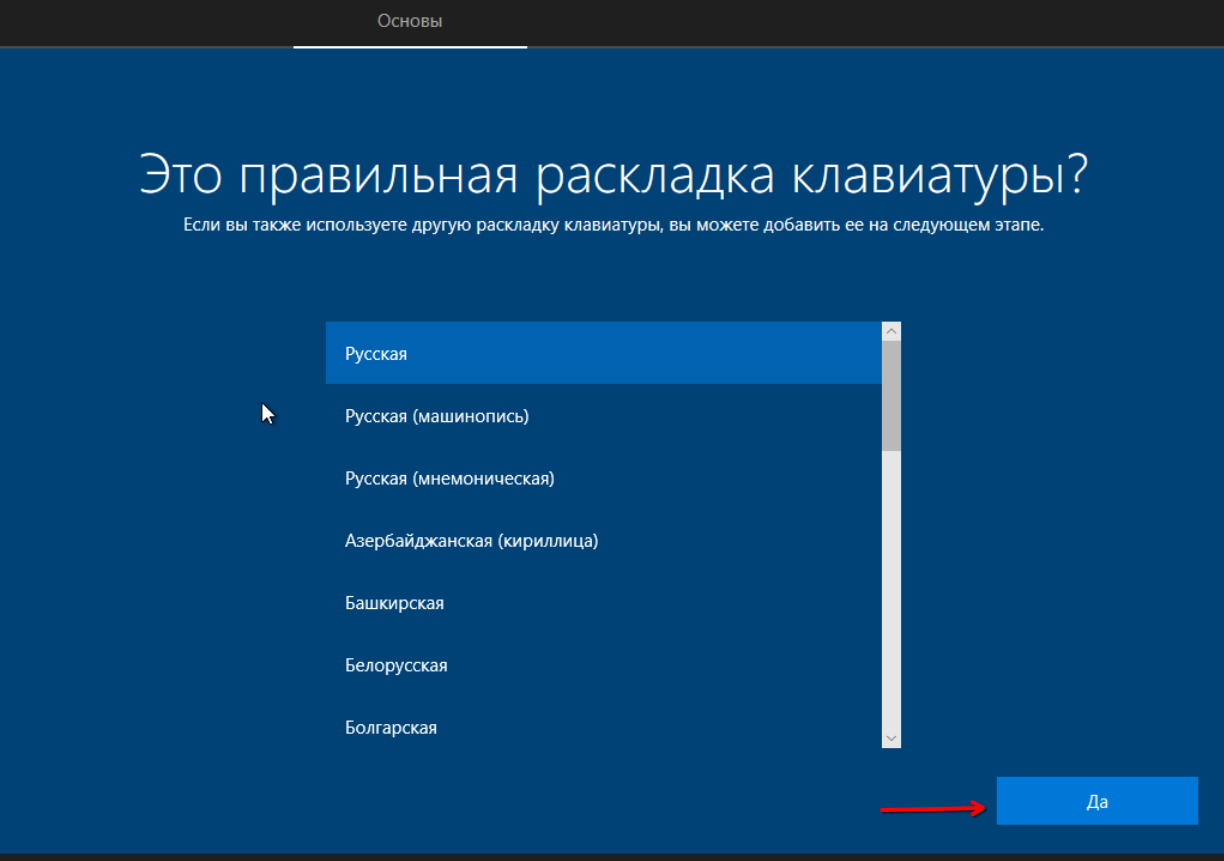 Основы
Это правильная раскладка клавиатуры?
Если вы также используете другую раскладку клавиатуры, вы можете добавить ее на следующем этапе.
Русская
Русская (машинопись)
Русская (мнемоническая)
Азербайджанская (кириллица)
Башкирская
Белорусская
Болгарская
Да